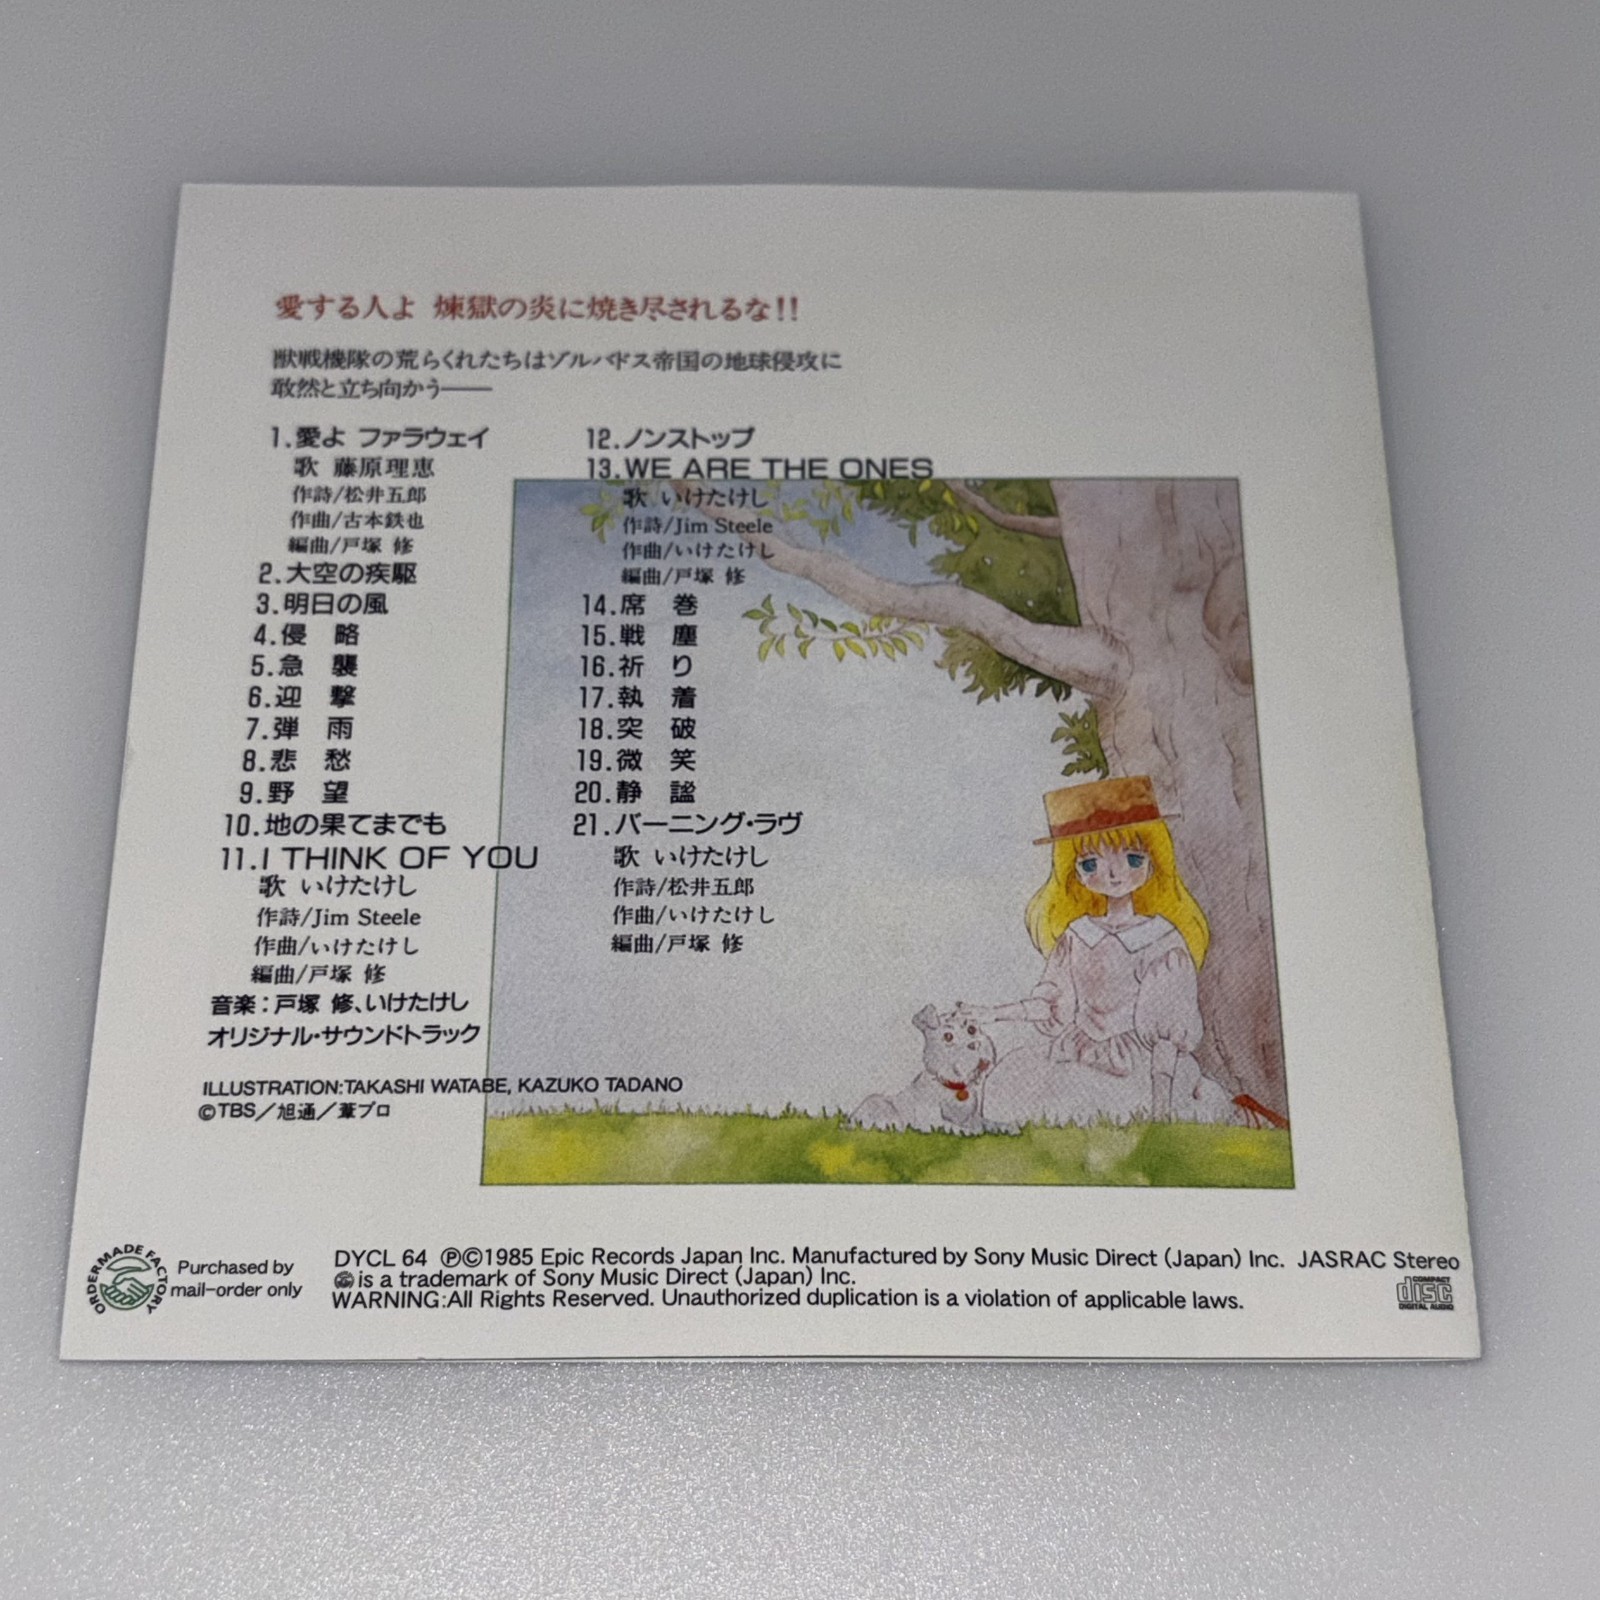 愛する人よ 煉獄の炎に焼き尽されるな!!
獣戦機隊の荒らくれたちはゾルバドス帝国の地球侵攻に
敢然と立ち向かう——
1.愛よ ファラウェイ
歌 藤原理恵
作詩/松井五郎
作曲/古本鉄也
編曲/戸塚 修
2.大空の疾駆
3.明日の風
4.侵 略
5.急 襲
6.迎 撃
7.弾 雨
8.悲 愁
9.野 望
10.地の果てまでも
11.I THINK OF YOU
歌 いけたけし
作詩/Jim Steele
作曲/いけたけし
編曲/戸塚 修
音楽:戸塚 修、いけたけし
オリジナル・サウンドトラック
12.ノンストップ
13.WE ARE THE ONES
歌 いけたけし
作詩/Jim Steele
作曲/いけたけし
編曲/戸塚 修
14.席 巻
15.戦 塵
16.祈 り
17.執 着
18.突 破
19.微 笑
20.静 謐
21.バーニング・ラヴ
歌 いけたけし
作詩/松井五郎
作曲/いけたけし
編曲/戸塚 修
ILLUSTRATION:TAKASHI WATABE, KAZUKO TADANO
©TBS/旭通/葦プロ
ORDERMADE FACTORY
Purchased by
mail-order only
DYCL 64 ℗©1985 Epic Records Japan Inc. Manufactured by Sony Music Direct (Japan) Inc. JASRAC Stereo
is a trademark of Sony Music Direct (Japan) Inc.
WARNING:All Rights Reserved. Unauthorized duplication is a violation of applicable laws.
COMPACT
disc
DIGITAL AUDIO